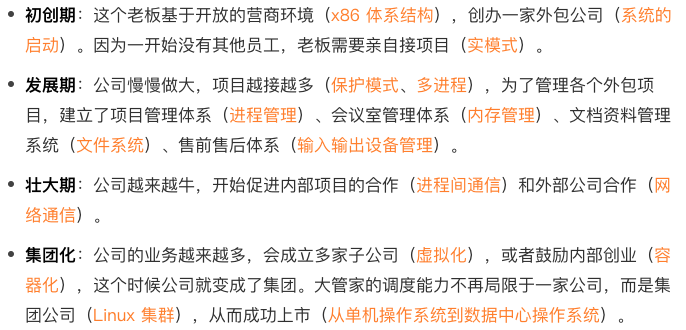 初创期：这个老板基于开放的营商环境（x86 体系结构），创办一家外包公司（系统的
启动）。因为一开始没有其他员工，老板需要亲自接项目（实模式）。
发展期：公司慢慢做大，项目越接越多（保护模式、多进程），为了管理各个外包项
目，建立了项目管理体系（进程管理）、会议室管理体系（内存管理）、文档资料管理
系统（文件系统）、售前售后体系（输入输出设备管理）。
壮大期：公司越来越牛，开始促进内部项目的合作（进程间通信）和外部公司合作（网
络通信）。
集团化：公司的业务越来越多，会成立多家子公司（虚拟化），或者鼓励内部创业（容
器化），这个时候公司就变成了集团。大管家的调度能力不再局限于一家公司，而是集
团公司（Linux 集群），从而成功上市（从单机操作系统到数据中心操作系统）。